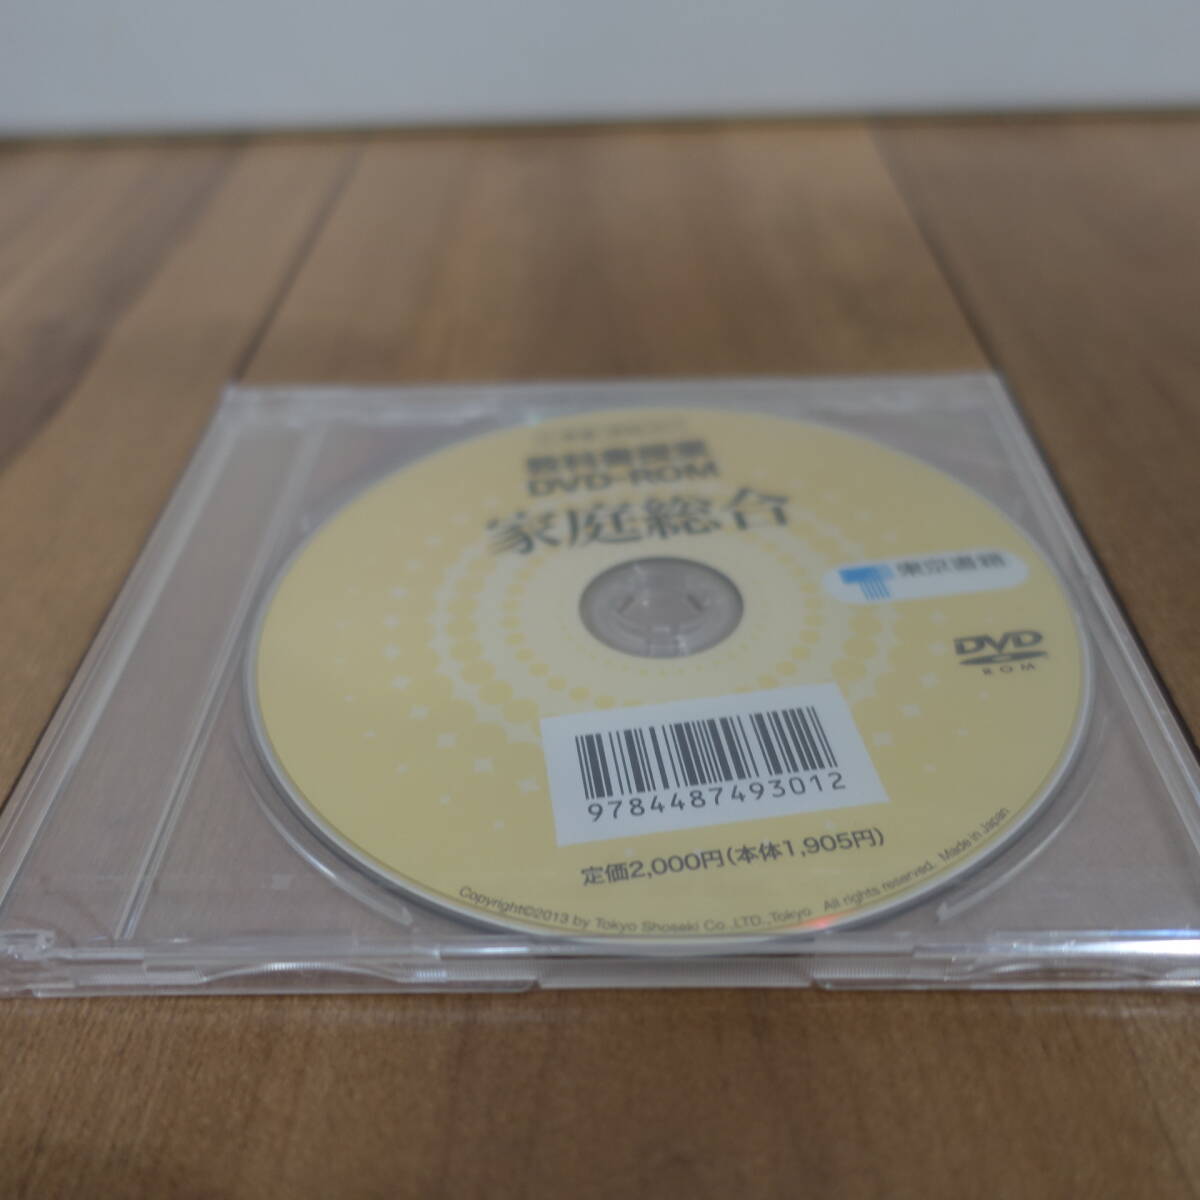 教科書授業
DVD-ROM
家庭総合
東京書籍
DVD
ROM
9784487493012
定価2,000円(本体1,905円)
Copyright©2013 by Tokyo Shoseki Co.,LTD.,Tokyo All rights reserved. Made in Japan